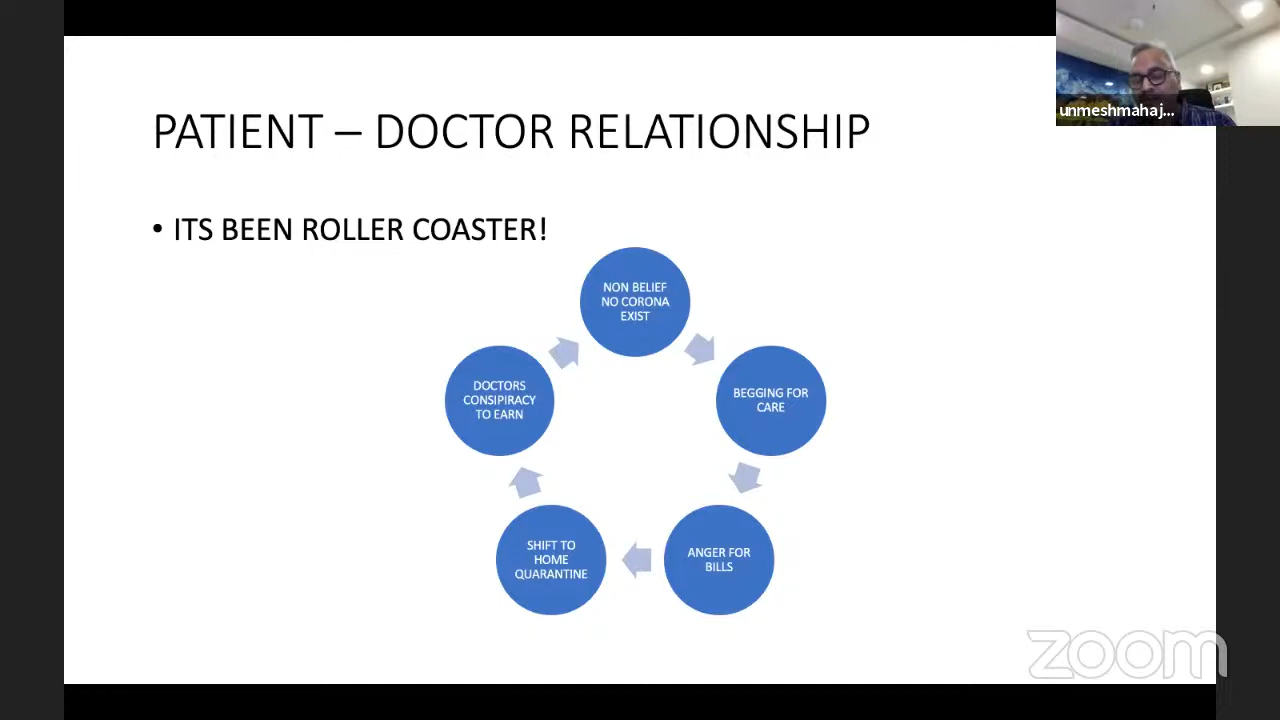 unmeshmahaj...
PATIENT – DOCTOR RELATIONSHIP
• ITS BEEN ROLLER COASTER!
NON BELIEF
NO CORONA
EXIST
BEGGING FOR
CARE
ANGER FOR
BILLS
SHIFT TO
HOME
QUARANTINE
DOCTORS
CONSIPIRACY
TO EARN
zoom